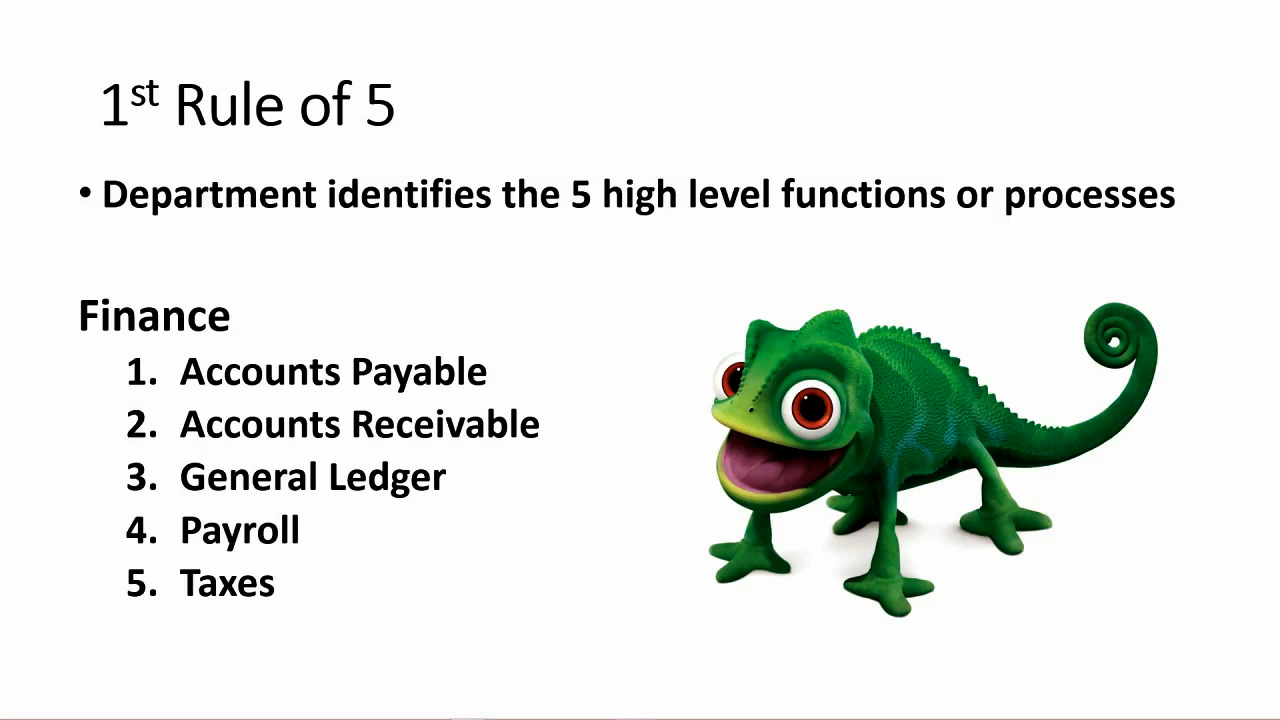 1st Rule of 5
• Department identifies the 5 high level functions or processes
Finance
1. Accounts Payable
2. Accounts Receivable
3. General Ledger
4. Payroll
5. Taxes